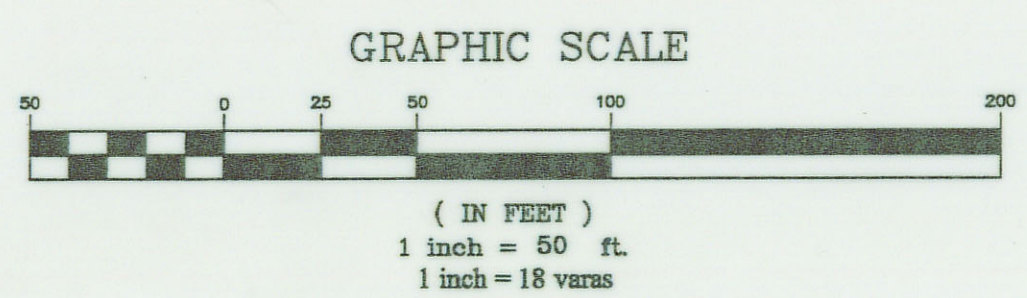 GRAPHIC SCALE
50 0 25 50 100 200
( IN FEET )
1 inch = 50 ft.
1 inch = 18 varas